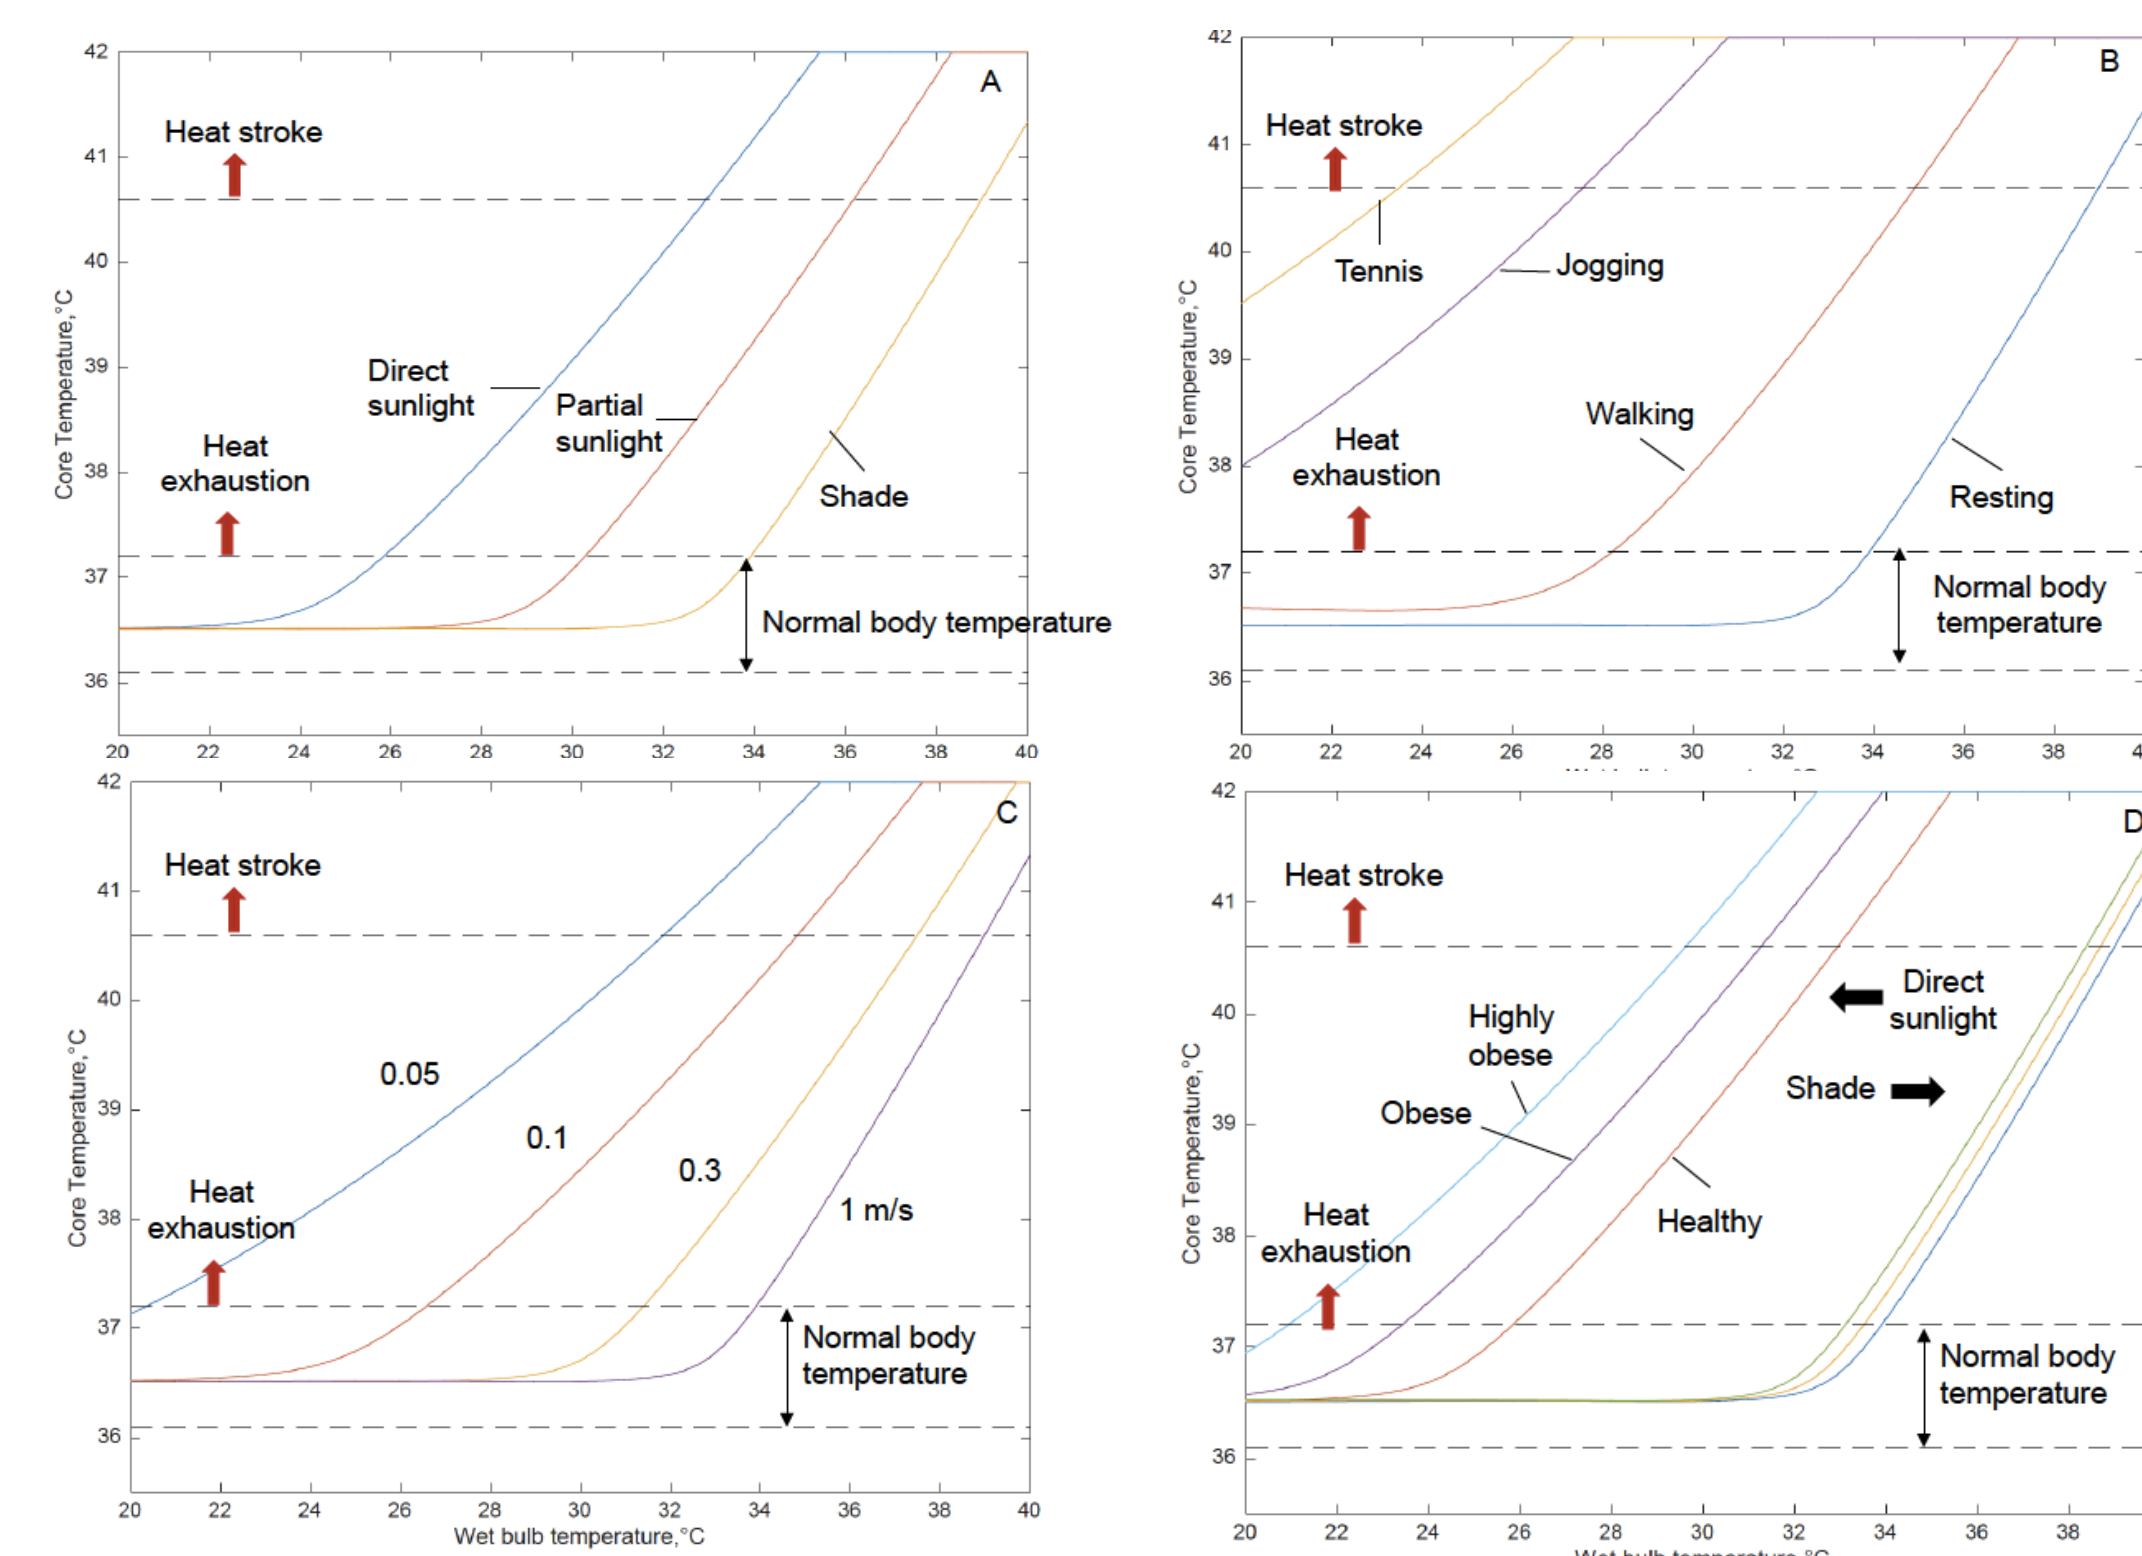 A
42
41
40
39
38
37
36
Core Temperature,°C
Heat stroke
Direct
sunlight
Partial
sunlight
Heat
exhaustion
Shade
Normal body temperature
20 22 24 26 28 30 32 34 36 38 40
B
42
41
40
39
38
37
36
Core Temperature,°C
Heat stroke
Tennis
Jogging
Walking
Heat
exhaustion
Resting
Normal body
temperature
20 22 24 26 28 30 32 34 36 38
C
42
41
40
39
38
37
36
Core Temperature,°C
Heat stroke
0.05
0.1
0.3
1 m/s
Heat
exhaustion
Normal body
temperature
20 22 24 26 28 30 32 34 36 38 40
Wet bulb temperature,°C
D
42
41
40
39
38
37
36
Core Temperature,°C
Heat stroke
Direct
sunlight
Highly
obese
Shade
Obese
Heat
exhaustion
Healthy
Normal body
temperature
20 22 24 26 28 30 32 34 36 38